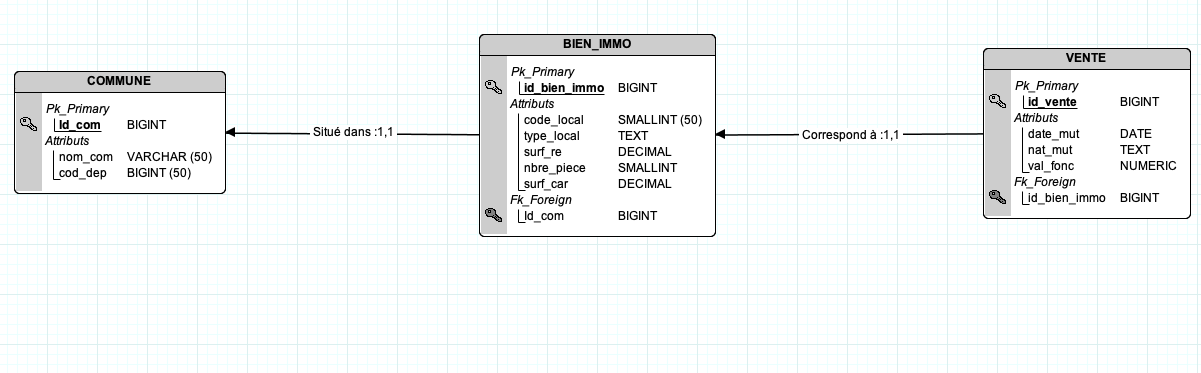 COMMUNE
Pk_Primary
Id_com BIGINT
Attributs
nom_com VARCHAR (50)
cod_dep BIGINT (50)
Situé dans :1,1
BIEN_IMMO
Pk_Primary
id_bien_immo BIGINT
Attributs
code_local SMALLINT (50)
type_local TEXT
surf_re DECIMAL
nbre_piece SMALLINT
surf_car DECIMAL
Fk_Foreign
Id_com BIGINT
Correspond à :1,1
VENTE
Pk_Primary
id_vente BIGINT
Attributs
date_mut DATE
nat_mut TEXT
val_fonc NUMERIC
Fk_Foreign
id_bien_immo BIGINT